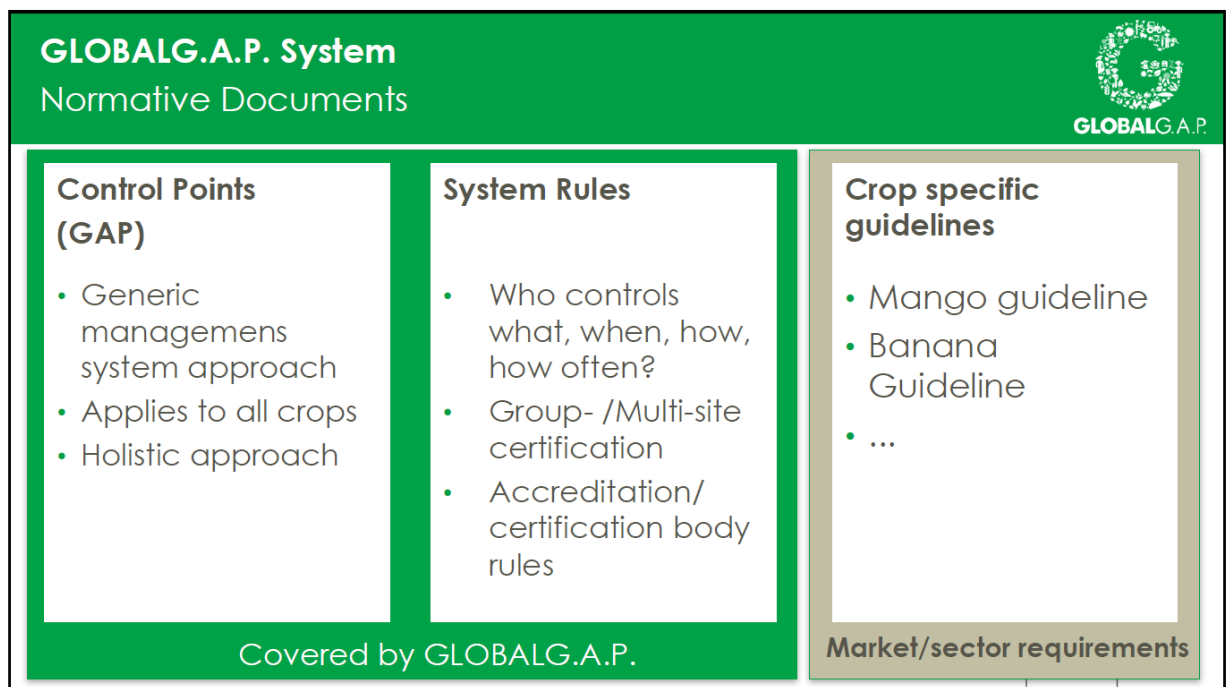 GLOBALG.A.P. System
Normative Documents
GLOBALG.A.P.
Control Points
(GAP)
• Generic
managemens
system approach
• Applies to all crops
• Holistic approach
System Rules
• Who controls
what, when, how,
how often?
• Group- /Multi-site
certification
• Accreditation/
certification body
rules
Covered by GLOBALG.A.P.
Crop specific
guidelines
• Mango guideline
• Banana
Guideline
• ...
Market/sector requirements